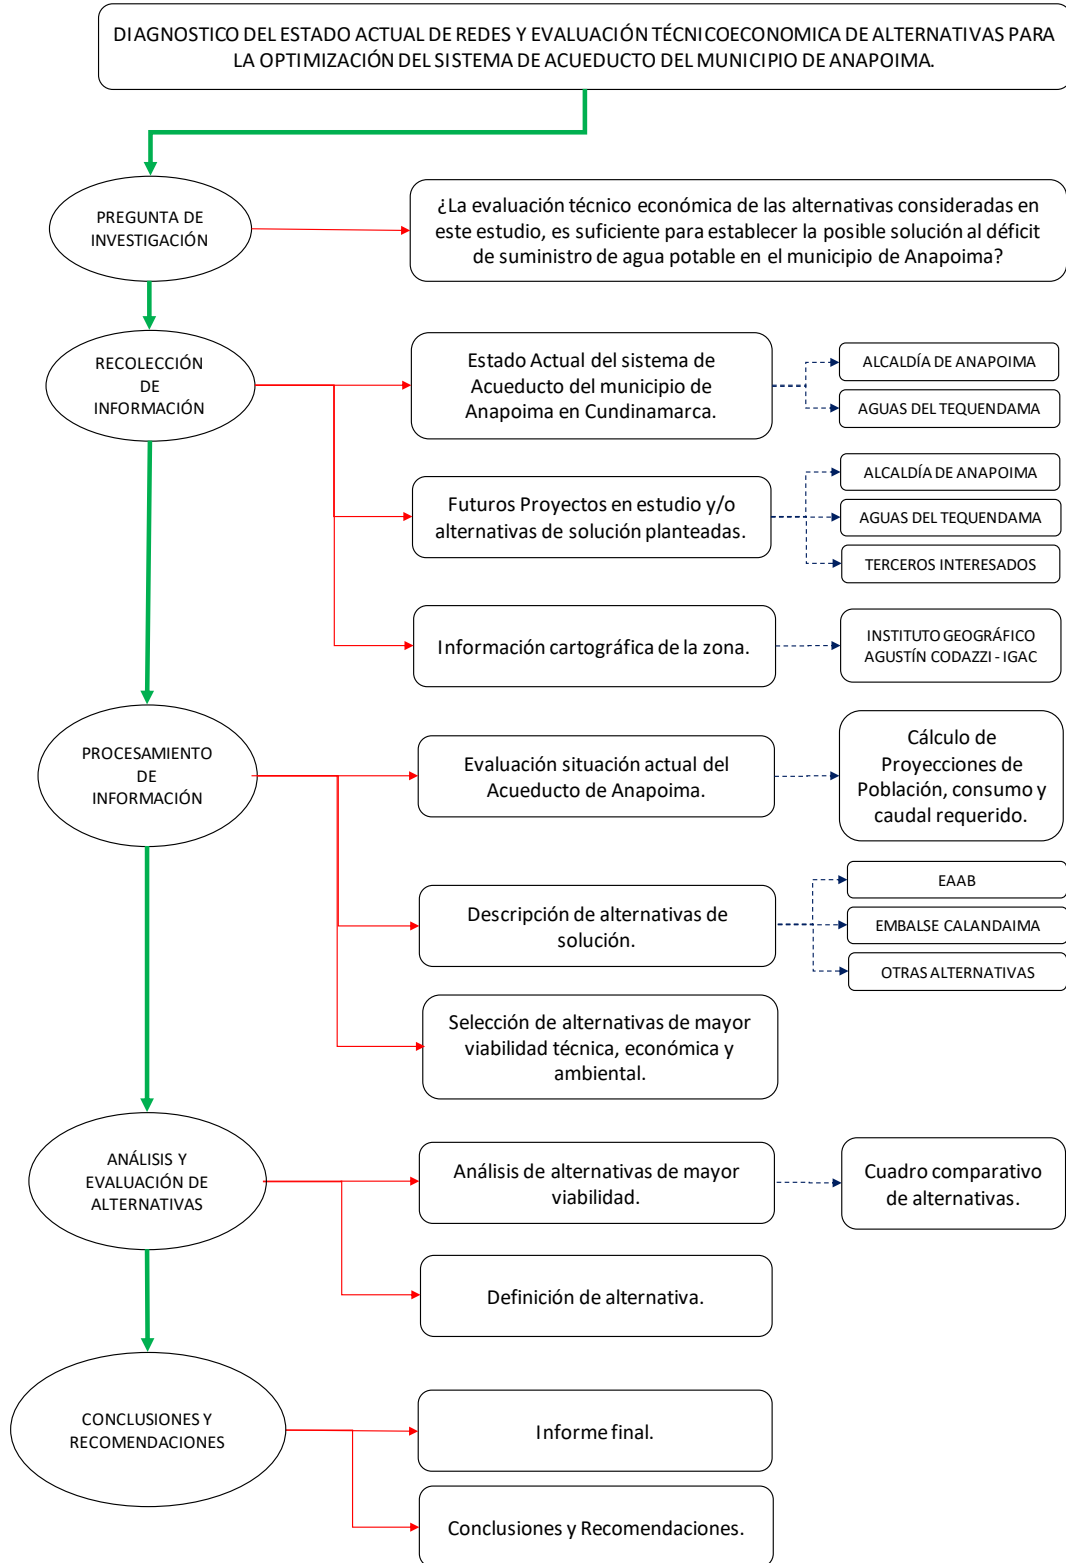 DIAGNOSTICO DEL ESTADO ACTUAL DE REDES Y EVALUACIÓN TÉCNICOECONOMICA DE ALTERNATIVAS PARA
LA OPTIMIZACIÓN DEL SISTEMA DE ACUEDUCTO DEL MUNICIPIO DE ANAPOIMA.
PREGUNTA DE
INVESTIGACIÓN
¿La evaluación técnico económica de las alternativas consideradas en
este estudio, es suficiente para establecer la posible solución al déficit
de suministro de agua potable en el municipio de Anapoima?
RECOLECCIÓN
DE
INFORMACIÓN
Estado Actual del sistema de
Acueducto del municipio de
Anapoima en Cundinamarca.
ALCALDÍA DE ANAPOIMA
AGUAS DEL TEQUENDAMA
Futuros Proyectos en estudio y/o
alternativas de solución planteadas.
ALCALDÍA DE ANAPOIMA
AGUAS DEL TEQUENDAMA
TERCEROS INTERESADOS
Información cartográfica de la zona.
INSTITUTO GEOGRÁFICO
AGUSTÍN CODAZZI - IGAC
PROCESAMIENTO
DE
INFORMACIÓN
Evaluación situación actual del
Acueducto de Anapoima.
Cálculo de
Proyecciones de
Población, consumo y
caudal requerido.
Descripción de alternativas de
solución.
EAAB
EMBALSE CALANDAIMA
OTRAS ALTERNATIVAS
Selección de alternativas de mayor
viabilidad técnica, económica y
ambiental.
ANÁLISIS Y
EVALUACIÓN DE
ALTERNATIVAS
Análisis de alternativas de mayor
viabilidad.
Cuadro comparativo
de alternativas.
Definición de alternativa.
CONCLUSIONES Y
RECOMENDACIONES
Informe final.
Conclusiones y Recomendaciones.